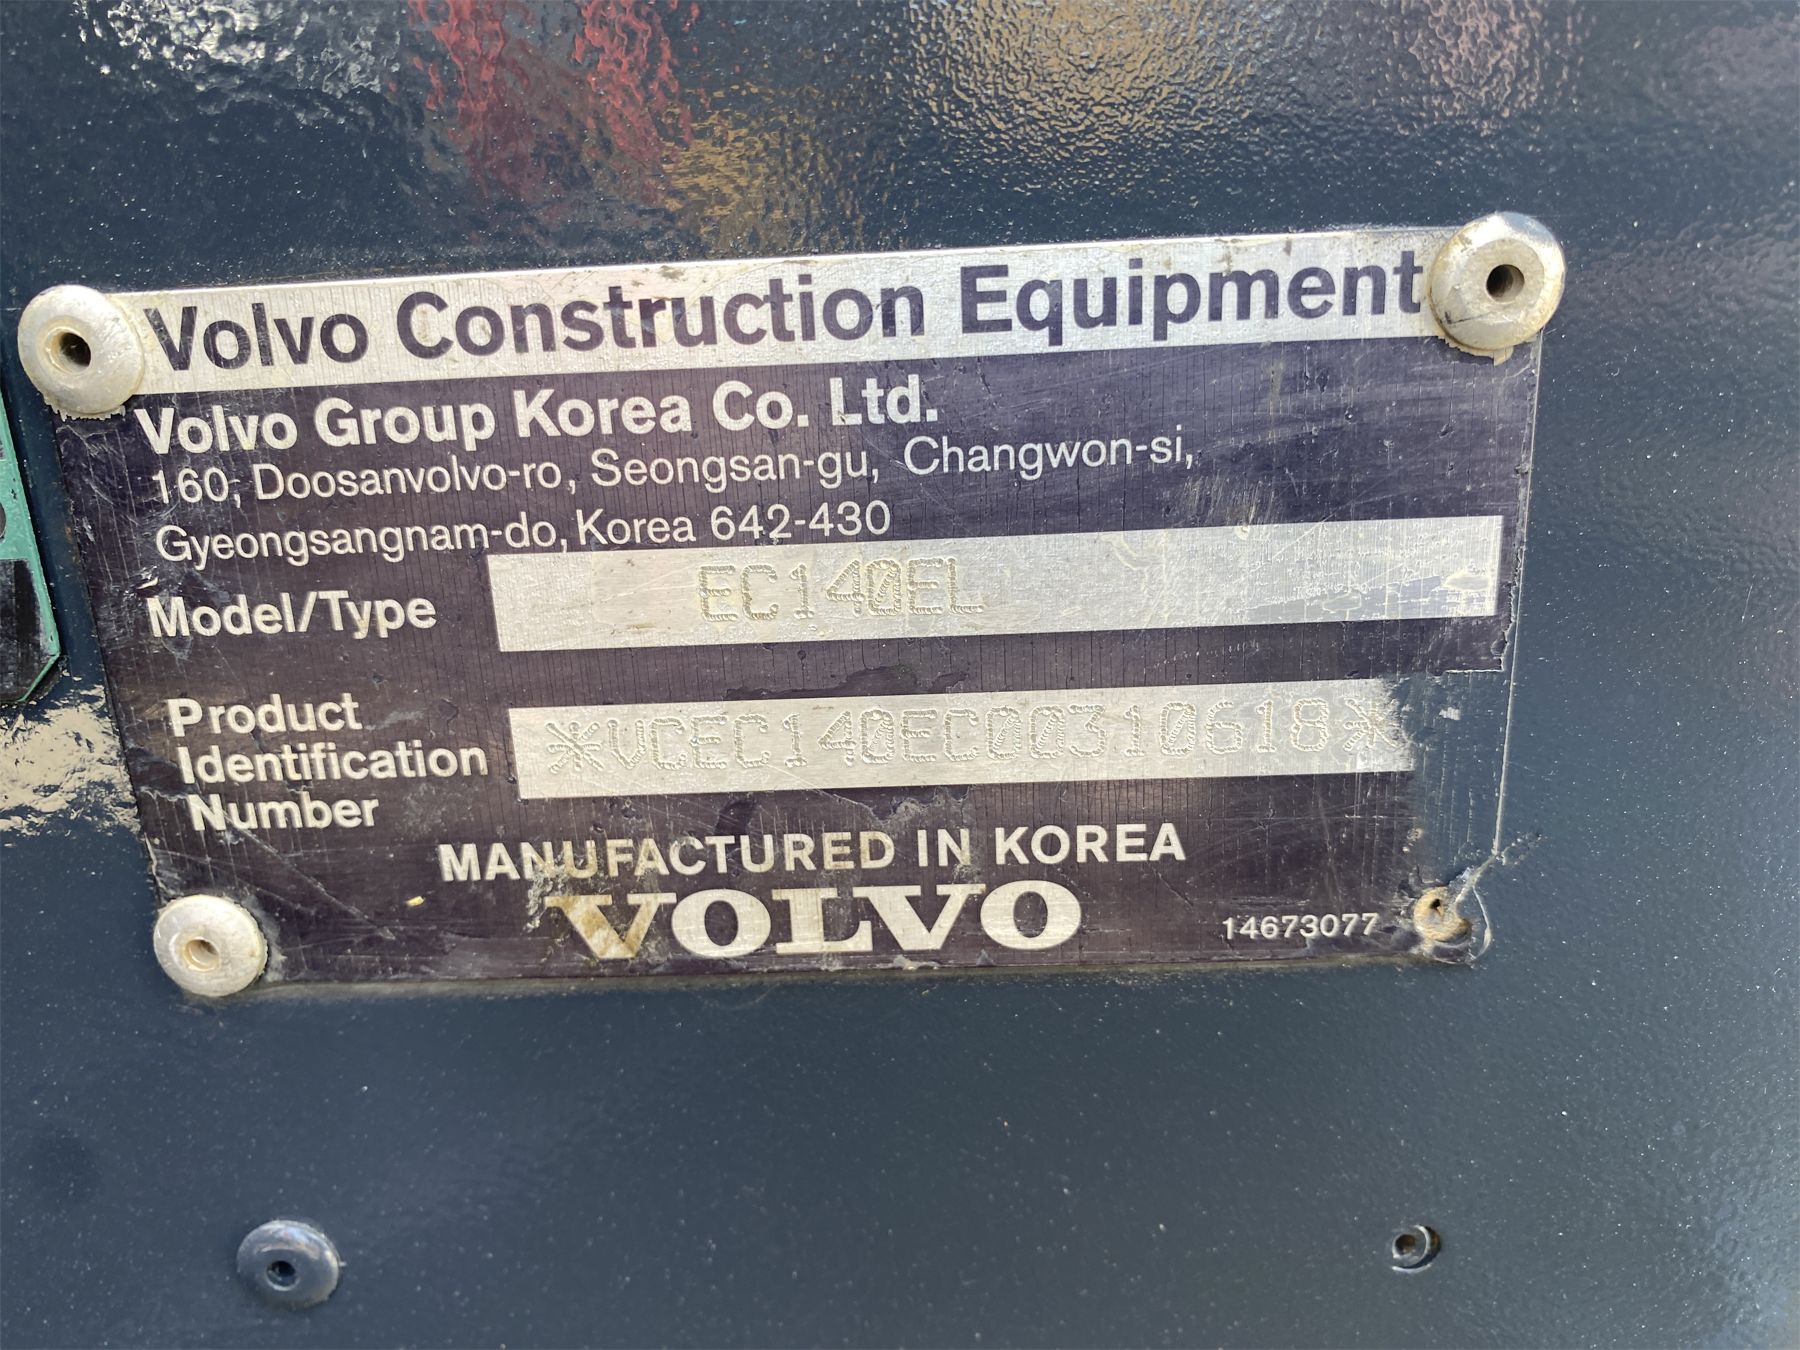 Volvo Construction Equipment
Volvo Group Korea Co. Ltd.
160, Doosanvolvo-ro, Seongsan-gu, Changwon-si,
Gyeongsangnam-do, Korea 642-430
Model/Type EC140EL
Product
Identification
Number
*VCEC140EC00310618*
MANUFACTURED IN KOREA
VOLVO
14673077